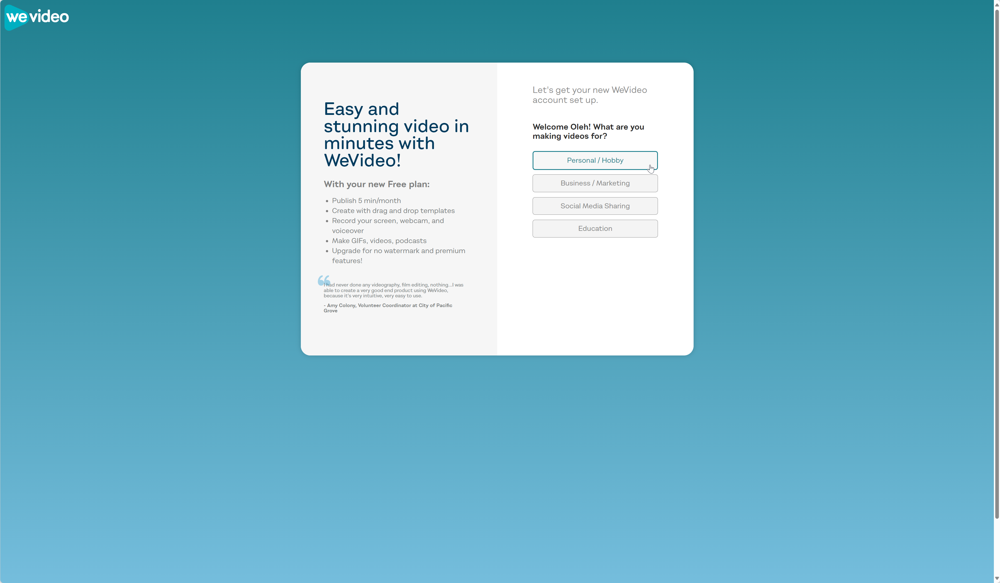 wevideo
Easy and
stunning video in
minutes with
WeVideo!
With your new Free plan:
• Publish 5 min/month
• Create with drag and drop templates
• Record your screen, webcam, and
voiceover
• Make GIFs, videos, podcasts
• Upgrade for no watermark and premium
features!
“
I had never done any videography, film editing, nothing...I was
able to create a very good end product using WeVideo,
because it's very intuitive, very easy to use.
- Amy Colony, Volunteer Coordinator at City of Pacific
Grove
Let's get your new WeVideo
account set up.
Welcome Oleh! What are you
making videos for?
Personal / Hobby
Business / Marketing
Social Media Sharing
Education